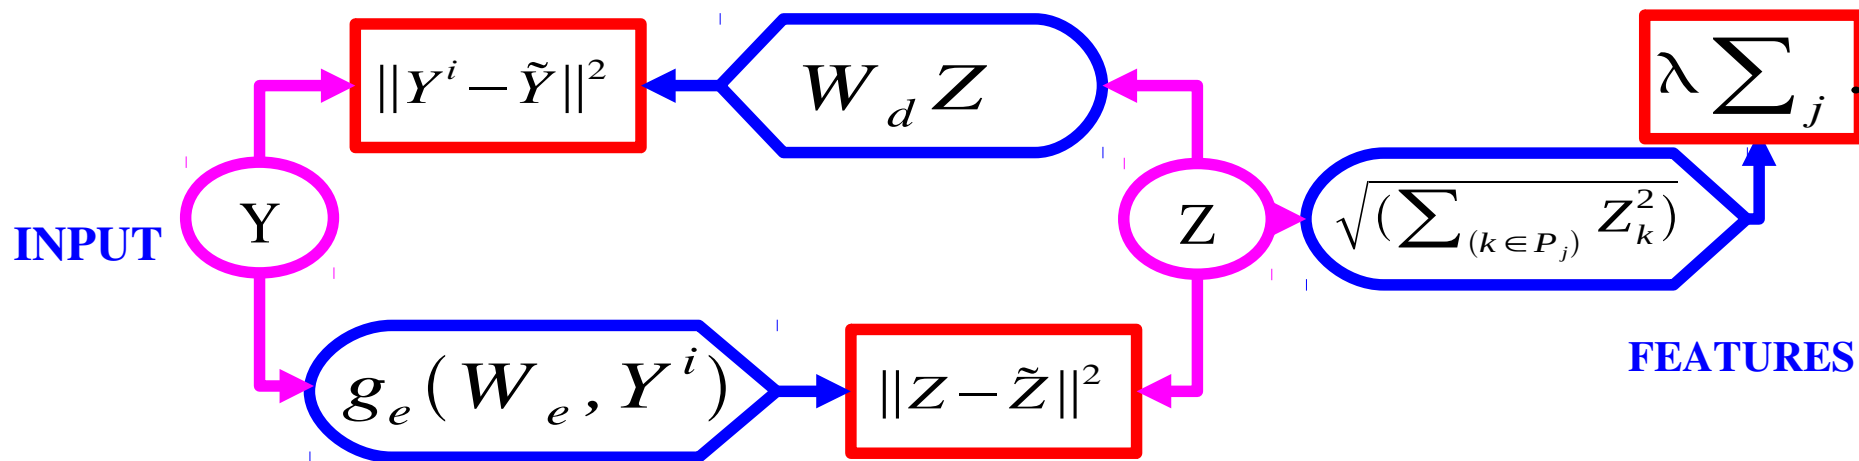 ||Y^i − Ỹ||²
W_d Z
λ ∑_j .
INPUT
Y
Z
√(∑_(k∈P_j) Z_k²)
FEATURES
g_e(W_e, Y^i)
||Z − Z̃||²